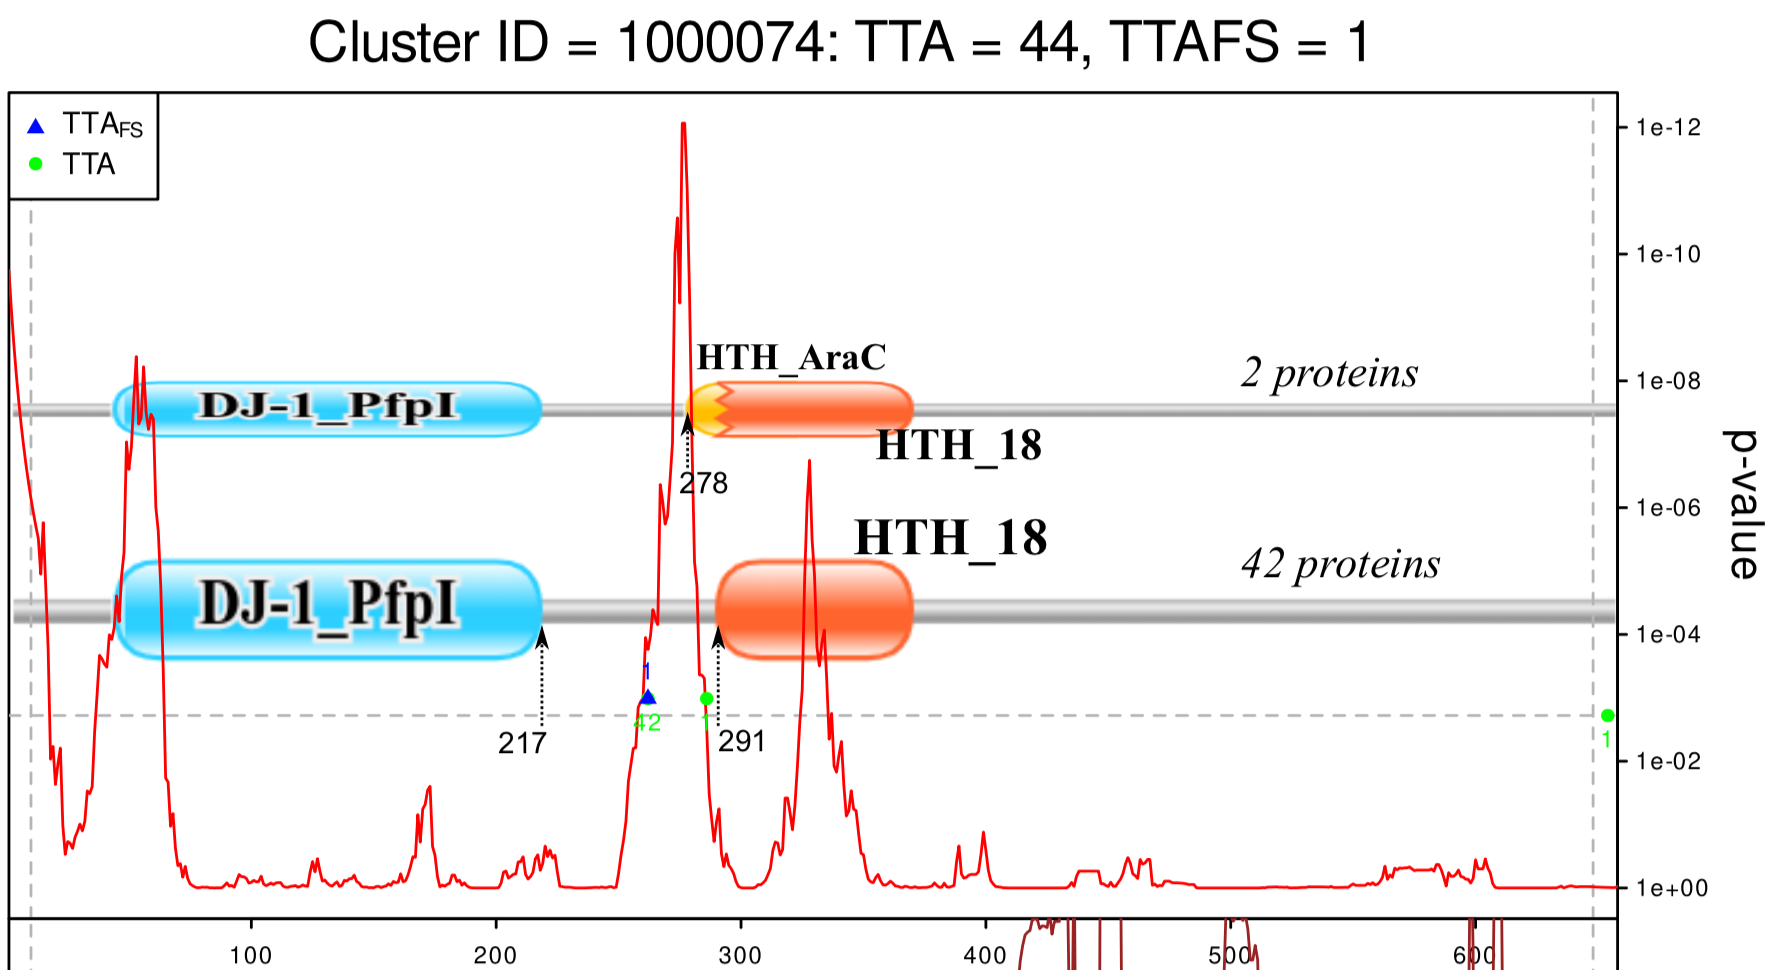 Cluster ID = 1000074: TTA = 44, TTAFS = 1
TTAFS
TTA
1e-12
1e-10
1e-08
1e-06
1e-04
1e-02
1e+00
p-value
HTH_AraC
2 proteins
DJ-1_PfpI
HTH_18
278
HTH_18
42 proteins
DJ-1_PfpI
1
42
1
217
291
1
100
200
300
400
500
600